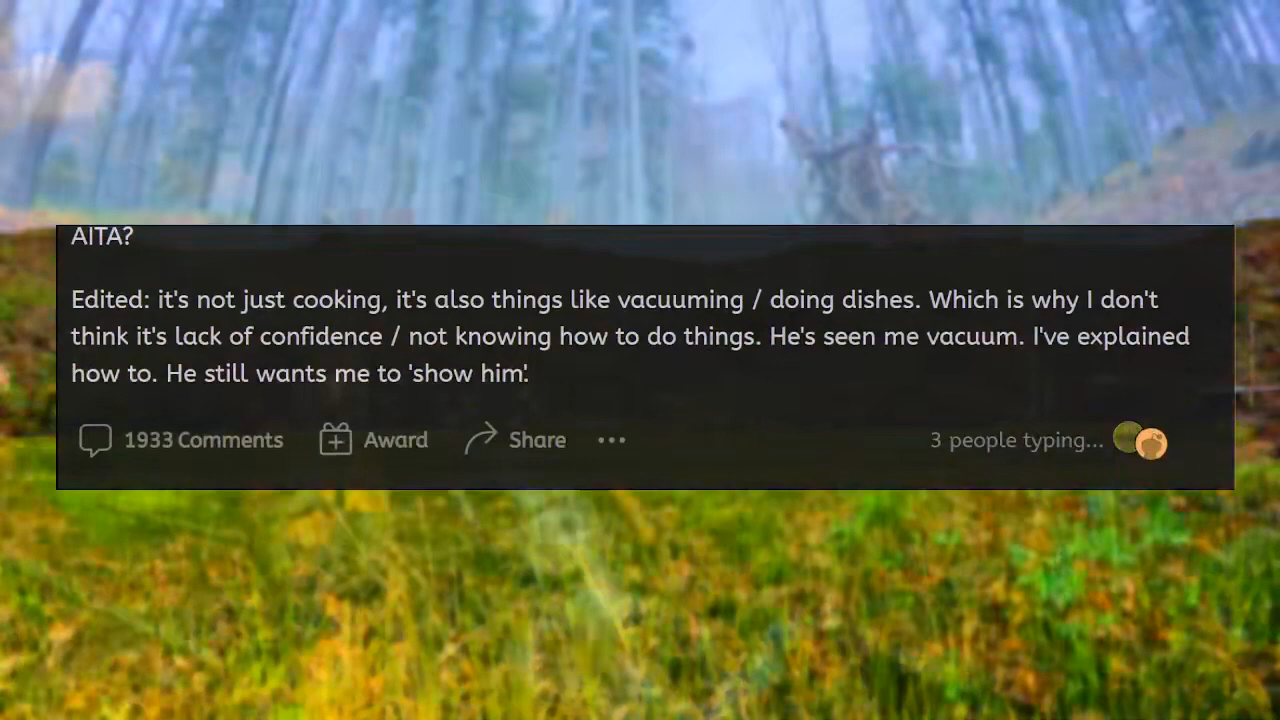 AITA?
Edited: it's not just cooking, it's also things like vacuuming / doing dishes. Which is why I don't
think it's lack of confidence / not knowing how to do things. He's seen me vacuum. I've explained
how to. He still wants me to 'show him'.
1933 Comments Award Share ••• 3 people typing...